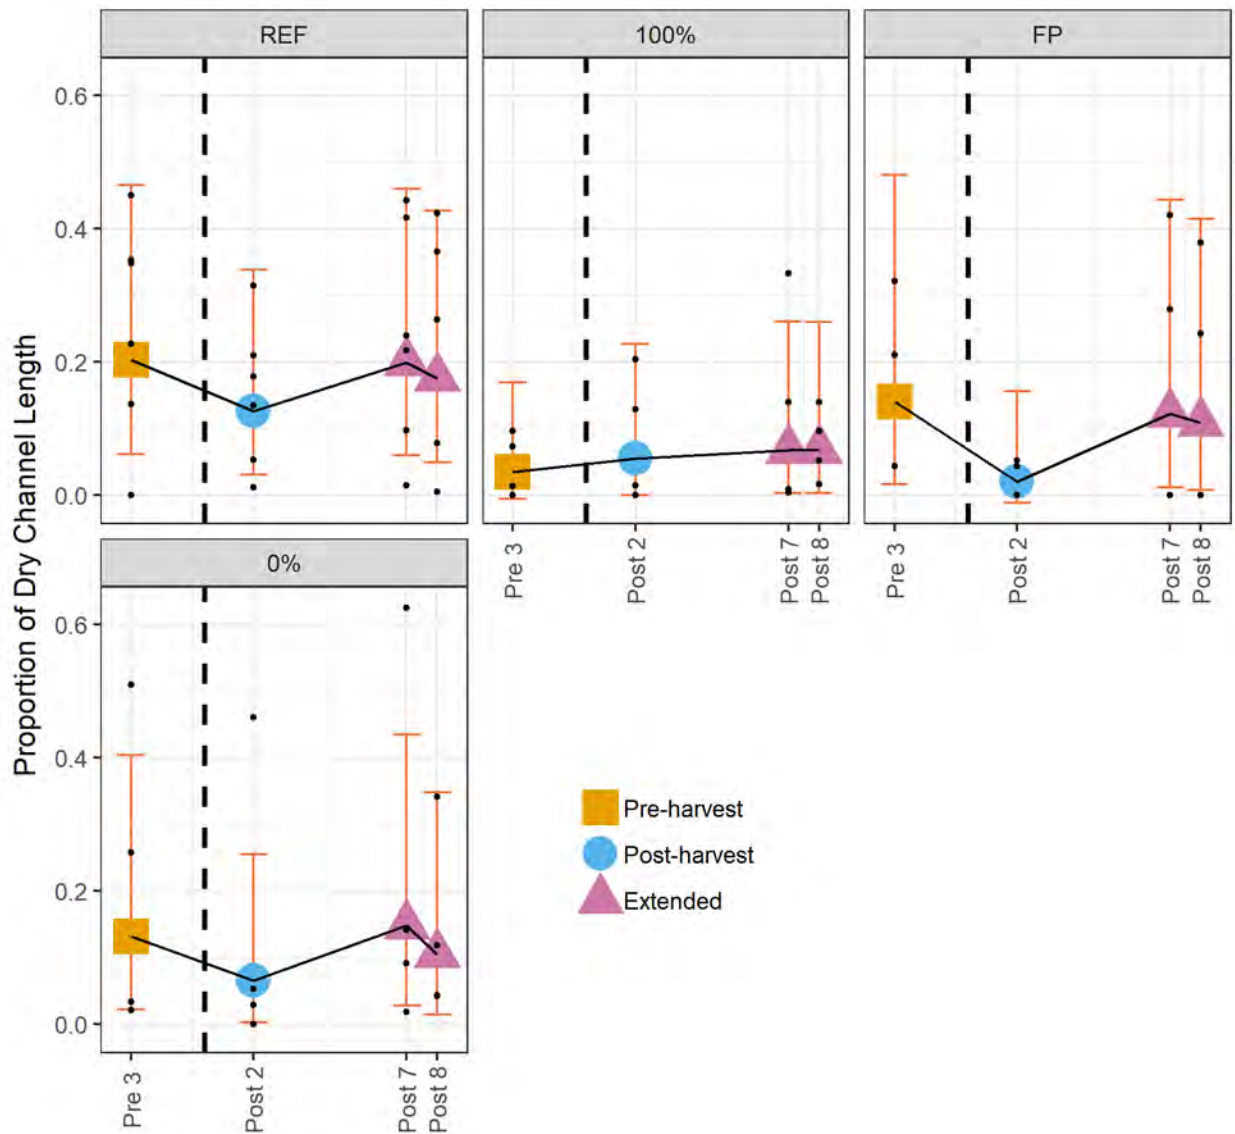 REF
100%
FP
Proportion of Dry Channel Length
0.6
0.4
0.2
0.0
Pre 3
Post 2
Post 7
Post 8
Pre 3
Post 2
Post 7
Post 8
0%
0.6
0.4
0.2
0.0
Pre 3
Post 2
Post 7
Post 8
Pre-harvest
Post-harvest
Extended